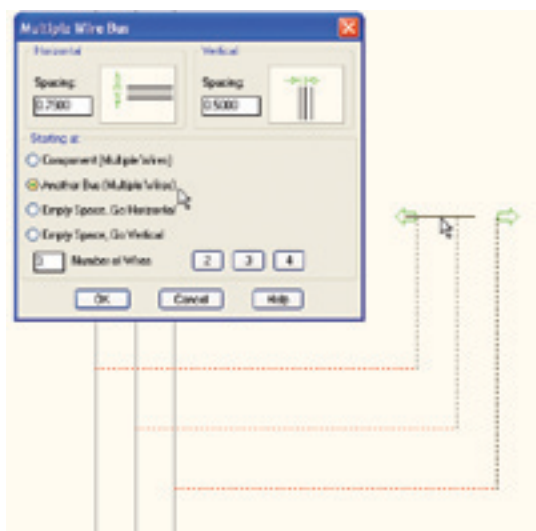 Multiple Wire Bus
Horizontal
Vertical
Spacing:
Spacing:
0.7500
0.5000
Starting at:
Component (Multiple Wires)
Another Bus (Multiple Wires)
Empty Space, Go Horizontal
Empty Space, Go Vertical
3 Number of Wires 2 3 4
OK Cancel Help